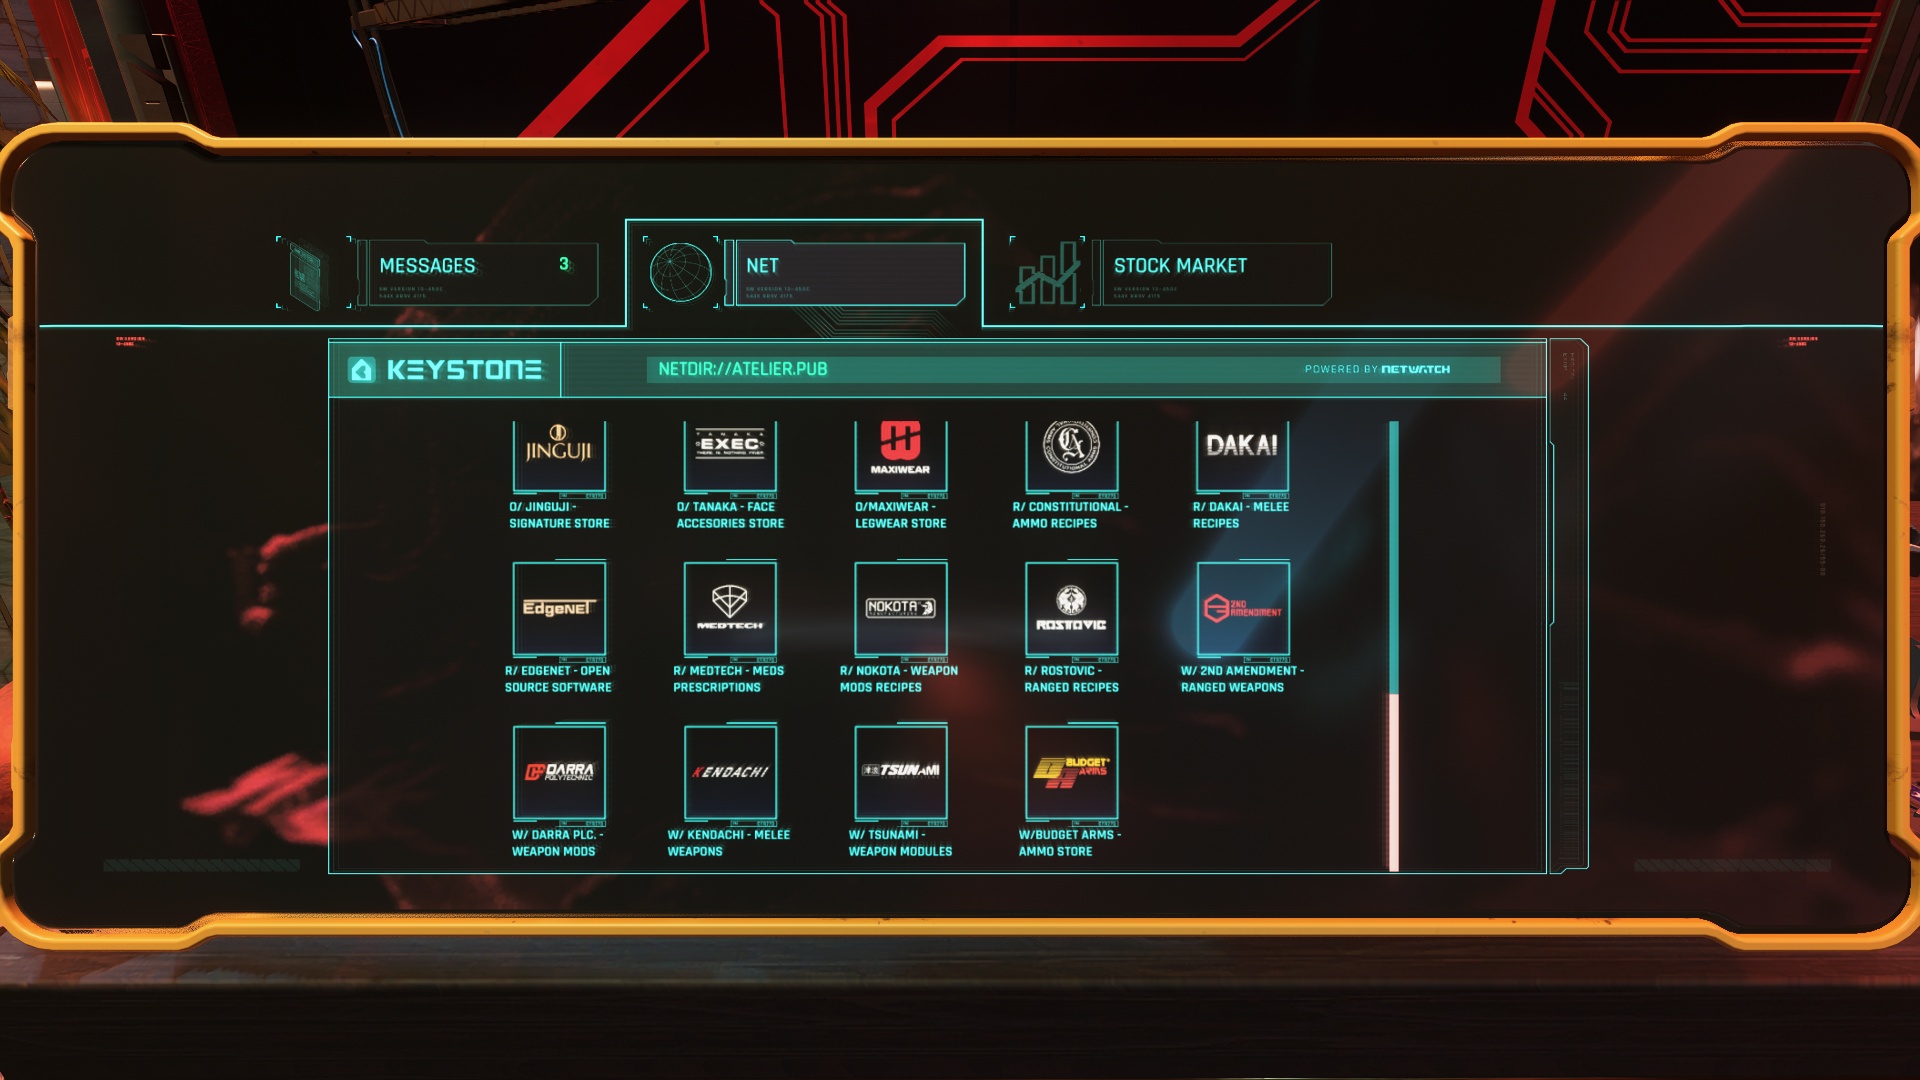 MESSAGES
3
NET
STOCK MARKET
KEYSTONE
NETDIR://ATELIER.PUB
POWERED BY NETWATCH
JINGUJI
TANAKA
EXEC
MAXIWEAR
DAKAI
O/ JINGUJI -
SIGNATURE STORE
O/ TANAKA - FACE
ACCESORIES STORE
O/MAXIWEAR -
LEGWEAR STORE
R/ CONSTITUTIONAL -
AMMO RECIPES
R/ DAKAI - MELEE
RECIPES
EdgeNET
MEDTECH
NOKOTA
ROSTOVIC
2ND
AMENDMENT
R/ EDGENET - OPEN
SOURCE SOFTWARE
R/ MEDTECH - MEDS
PRESCRIPTIONS
R/ NOKOTA - WEAPON
MODS RECIPES
R/ ROSTOVIC -
RANGED RECIPES
W/ 2ND AMENDMENT -
RANGED WEAPONS
DARRA
POLYTECHNIC
KENDACHI
TSUNAMI
BUDGET
ARMS
W/ DARRA PLC. -
WEAPON MODS
W/ KENDACHI - MELEE
WEAPONS
W/ TSUNAMI -
WEAPON MODULES
W/BUDGET ARMS -
AMMO STORE